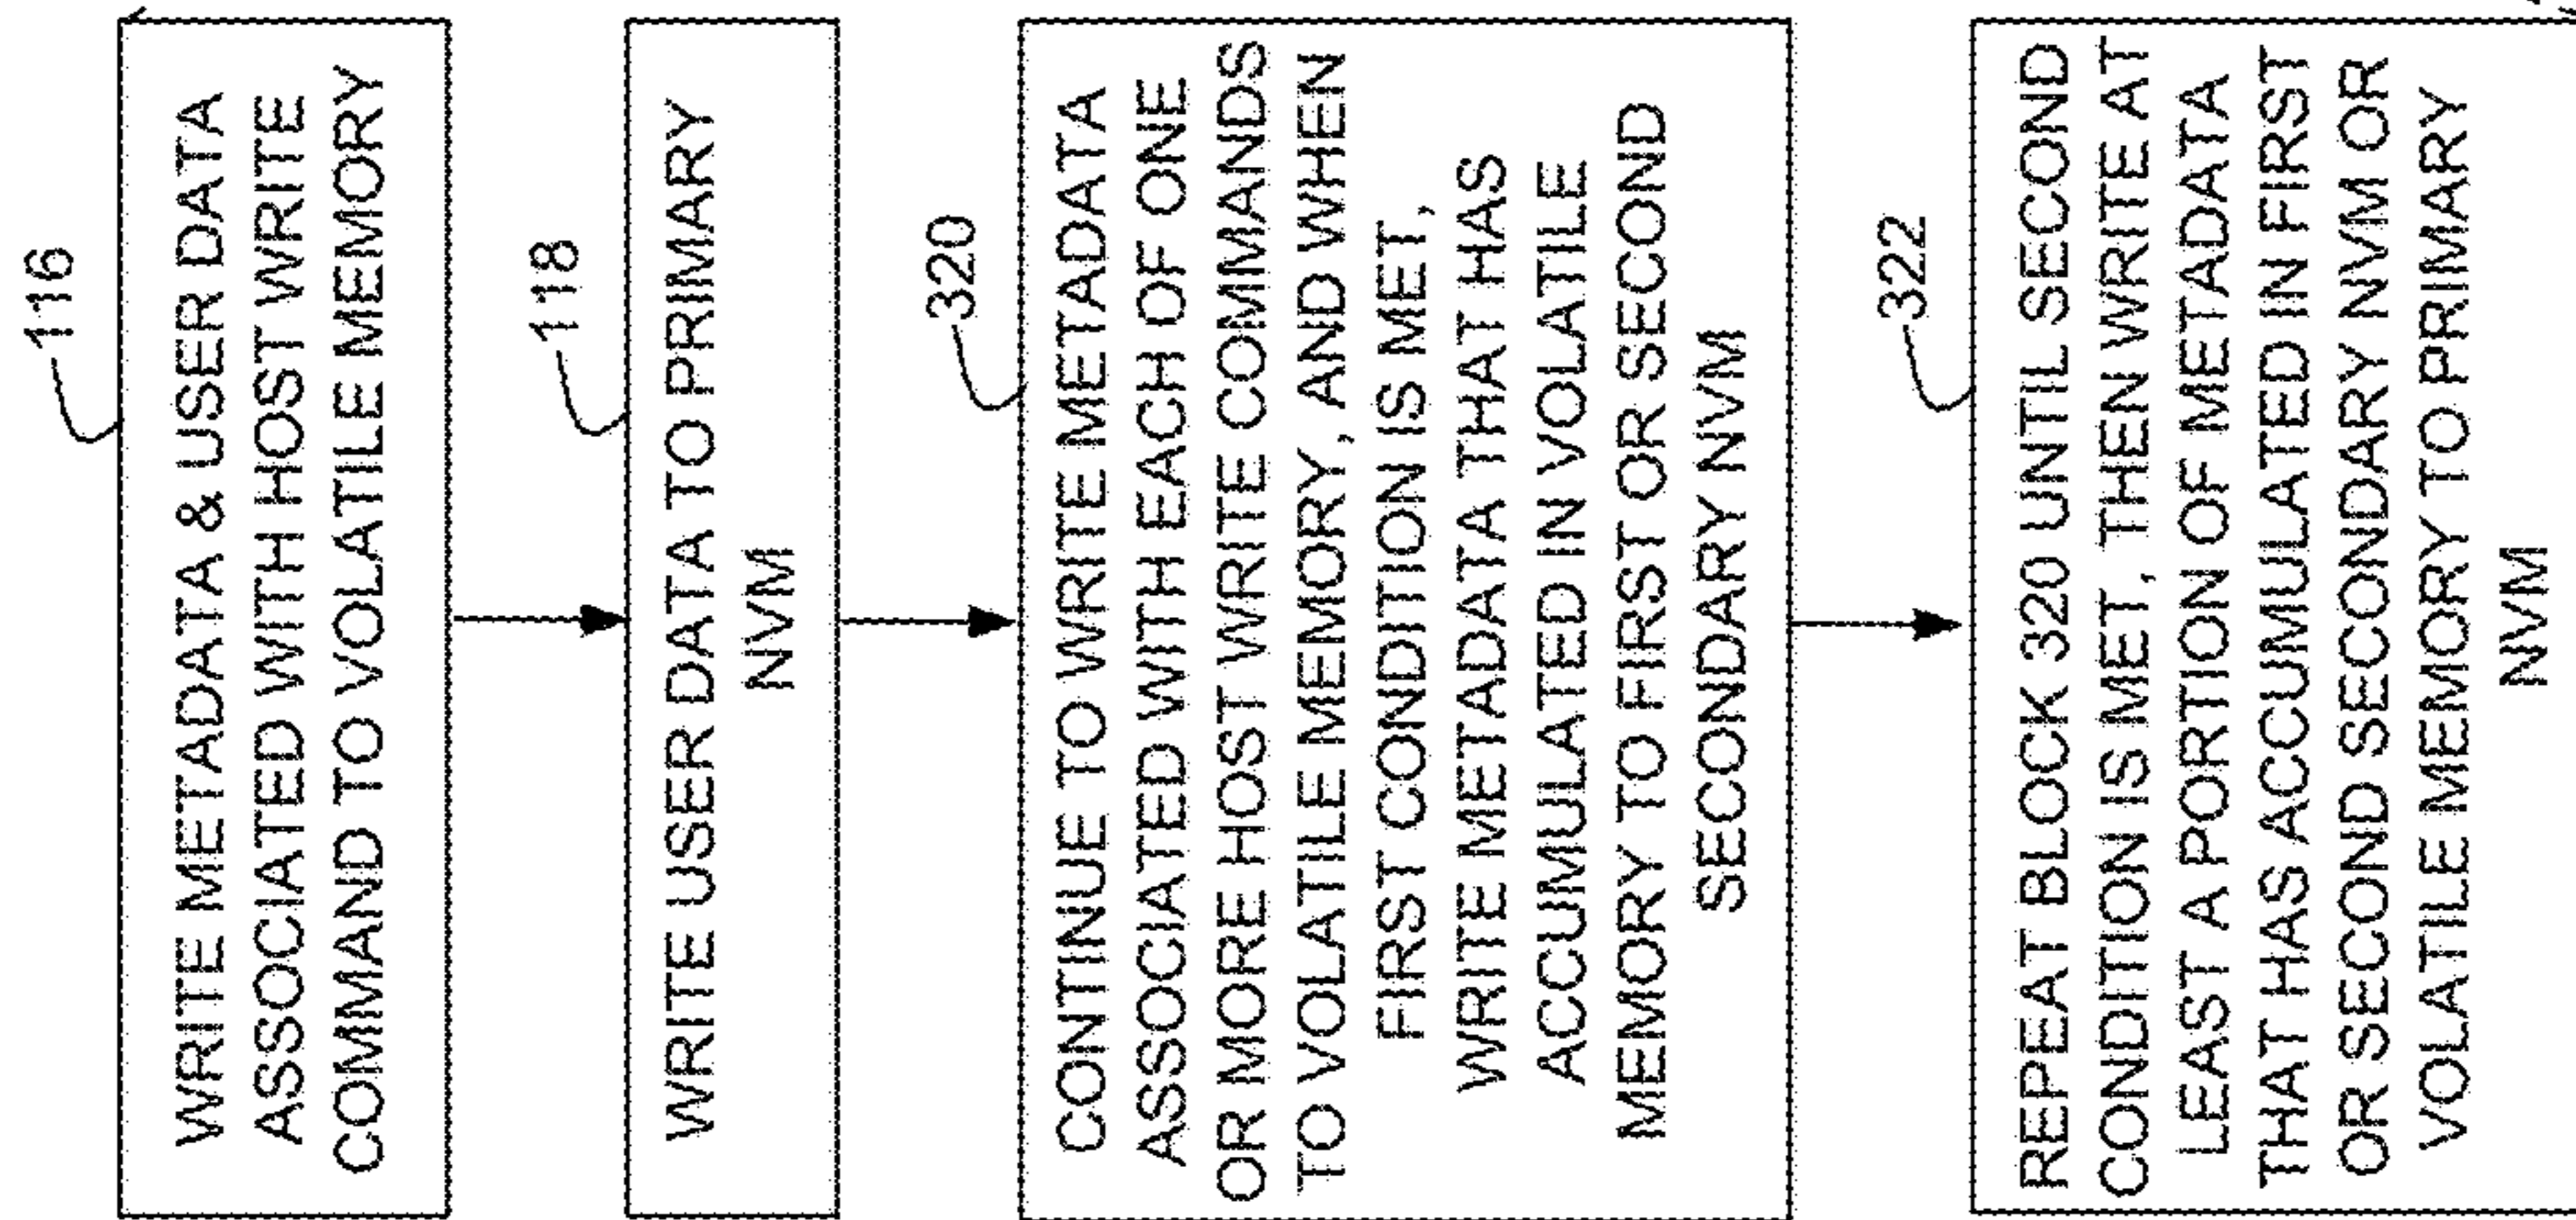 116
WRITE METADATA & USER DATA
ASSOCIATED WITH HOST WRITE
COMMAND TO VOLATILE MEMORY
118
WRITE USER DATA TO PRIMARY
NVM
320
CONTINUE TO WRITE METADATA
ASSOCIATED WITH EACH OF ONE
OR MORE HOST WRITE COMMANDS
TO VOLATILE MEMORY, AND WHEN
FIRST CONDITION IS MET,
WRITE METADATA THAT HAS
ACCUMULATED IN VOLATILE
MEMORY TO FIRST OR SECOND
SECONDARY NVM
322
REPEAT BLOCK 320 UNTIL SECOND
CONDITION IS MET, THEN WRITE AT
LEAST A PORTION OF METADATA
THAT HAS ACCUMULATED IN FIRST
OR SECOND SECONDARY NVM OR
VOLATILE MEMORY TO PRIMARY
NVM